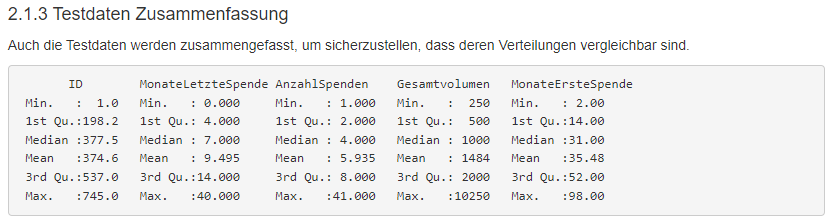 2.1.3 Testdaten Zusammenfassung
Auch die Testdaten werden zusammengefasst, um sicherzustellen, dass deren Verteilungen vergleichbar sind.
ID MonateLetzteSpende AnzahlSpenden Gesamtvolumen MonateErsteSpende
Min. : 1.0 Min. : 0.000 Min. : 1.000 Min. : 250 Min. : 2.00
1st Qu.:198.2 1st Qu.: 4.000 1st Qu.: 2.000 1st Qu.: 500 1st Qu.:14.00
Median :377.5 Median : 7.000 Median : 4.000 Median : 1000 Median :31.00
Mean :374.6 Mean : 9.495 Mean : 5.935 Mean : 1484 Mean :35.48
3rd Qu.:537.0 3rd Qu.:14.000 3rd Qu.: 8.000 3rd Qu.: 2000 3rd Qu.:52.00
Max. :745.0 Max. :40.000 Max. :41.000 Max. :10250 Max. :98.00